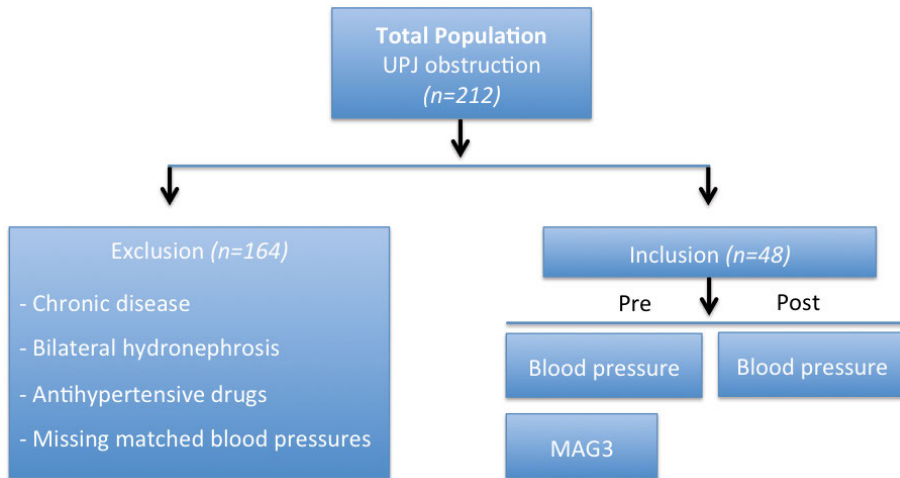 Total Population
UPJ obstruction
(n=212)
Exclusion (n=164)
- Chronic disease
- Bilateral hydronephrosis
- Antihypertensive drugs
- Missing matched blood pressures
Inclusion (n=48)
Pre Post
Blood pressure Blood pressure
MAG3